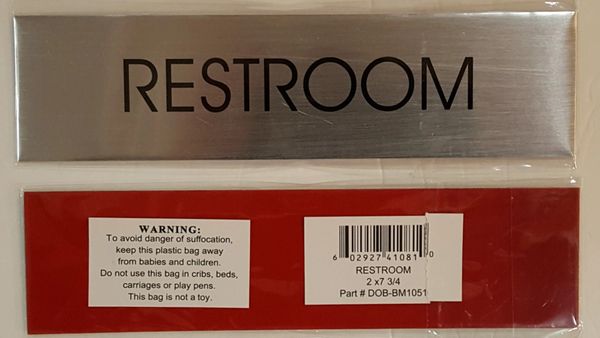 RESTROOM
WARNING:
To avoid danger of suffocation,
keep this plastic bag away
from babies and children.
Do not use this bag in cribs, beds,
carriages or play pens.
This bag is not a toy.
6 02927 41081 0
RESTROOM
2 x7 3/4
Part # DOB-BM1051